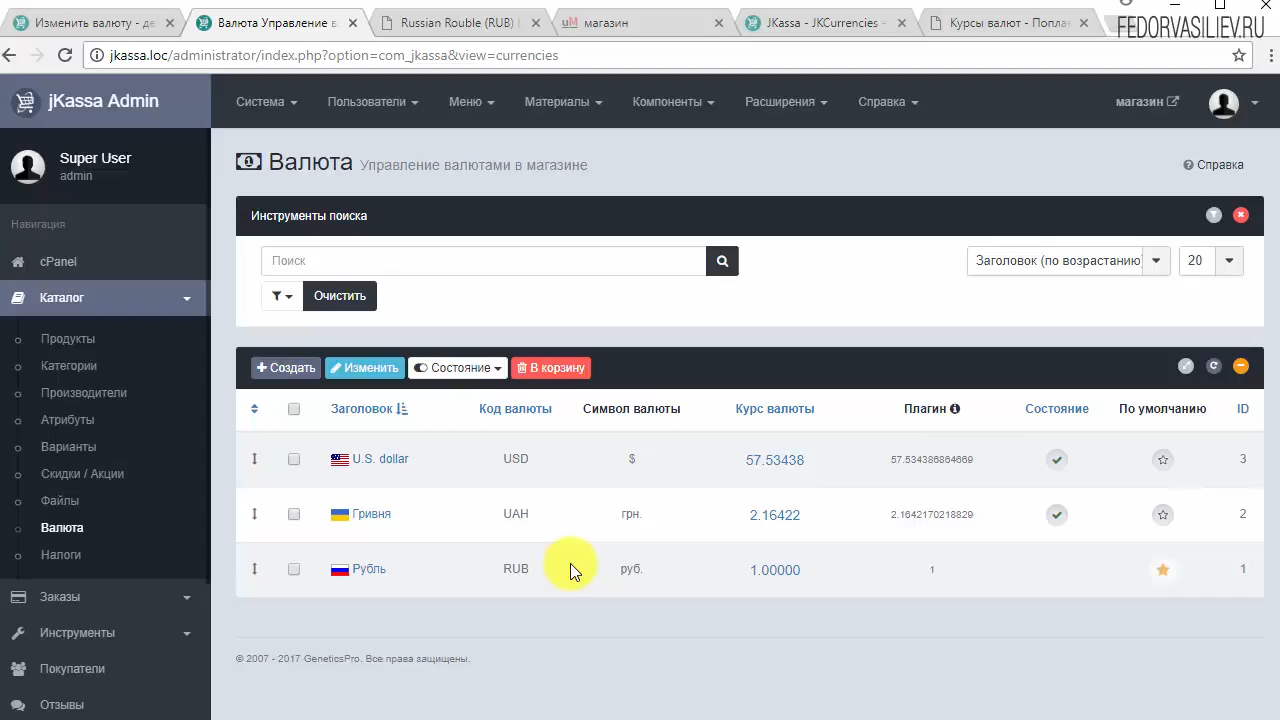 Изменить валюту - де
Валюта Управление в
Russian Rouble (RUB)
магазин
JKassa - JKCurrencies -
Курсы валют - Попла
FEDORVASILIEV.RU
jkassa.loc/administrator/index.php?option=com_jkassa&view=currencies
jKassa Admin
Система
Пользователи
Меню
Материалы
Компоненты
Расширения
Справка
магазин
Super User
admin
Валюта Управление валютами в магазине
Справка
Навигация
cPanel
Каталог
Продукты
Категории
Производители
Атрибуты
Варианты
Скидки / Акции
Файлы
Валюта
Налоги
Заказы
Инструменты
Покупатели
Отзывы
Инструменты поиска
Поиск
Заголовок (по возрастанию)
20
Очистить
Создать
Изменить
Состояние
В корзину
Заголовок Код валюты Символ валюты Курс валюты Плагин Состояние По умолчанию ID
U.S. dollar USD $ 57.53438 57.534386864669 3
Гривня UAH грн. 2.16422 2.1642170218829 2
Рубль RUB руб. 1.00000 1 1
© 2007 - 2017 GeneticsPro. Все права защищены.